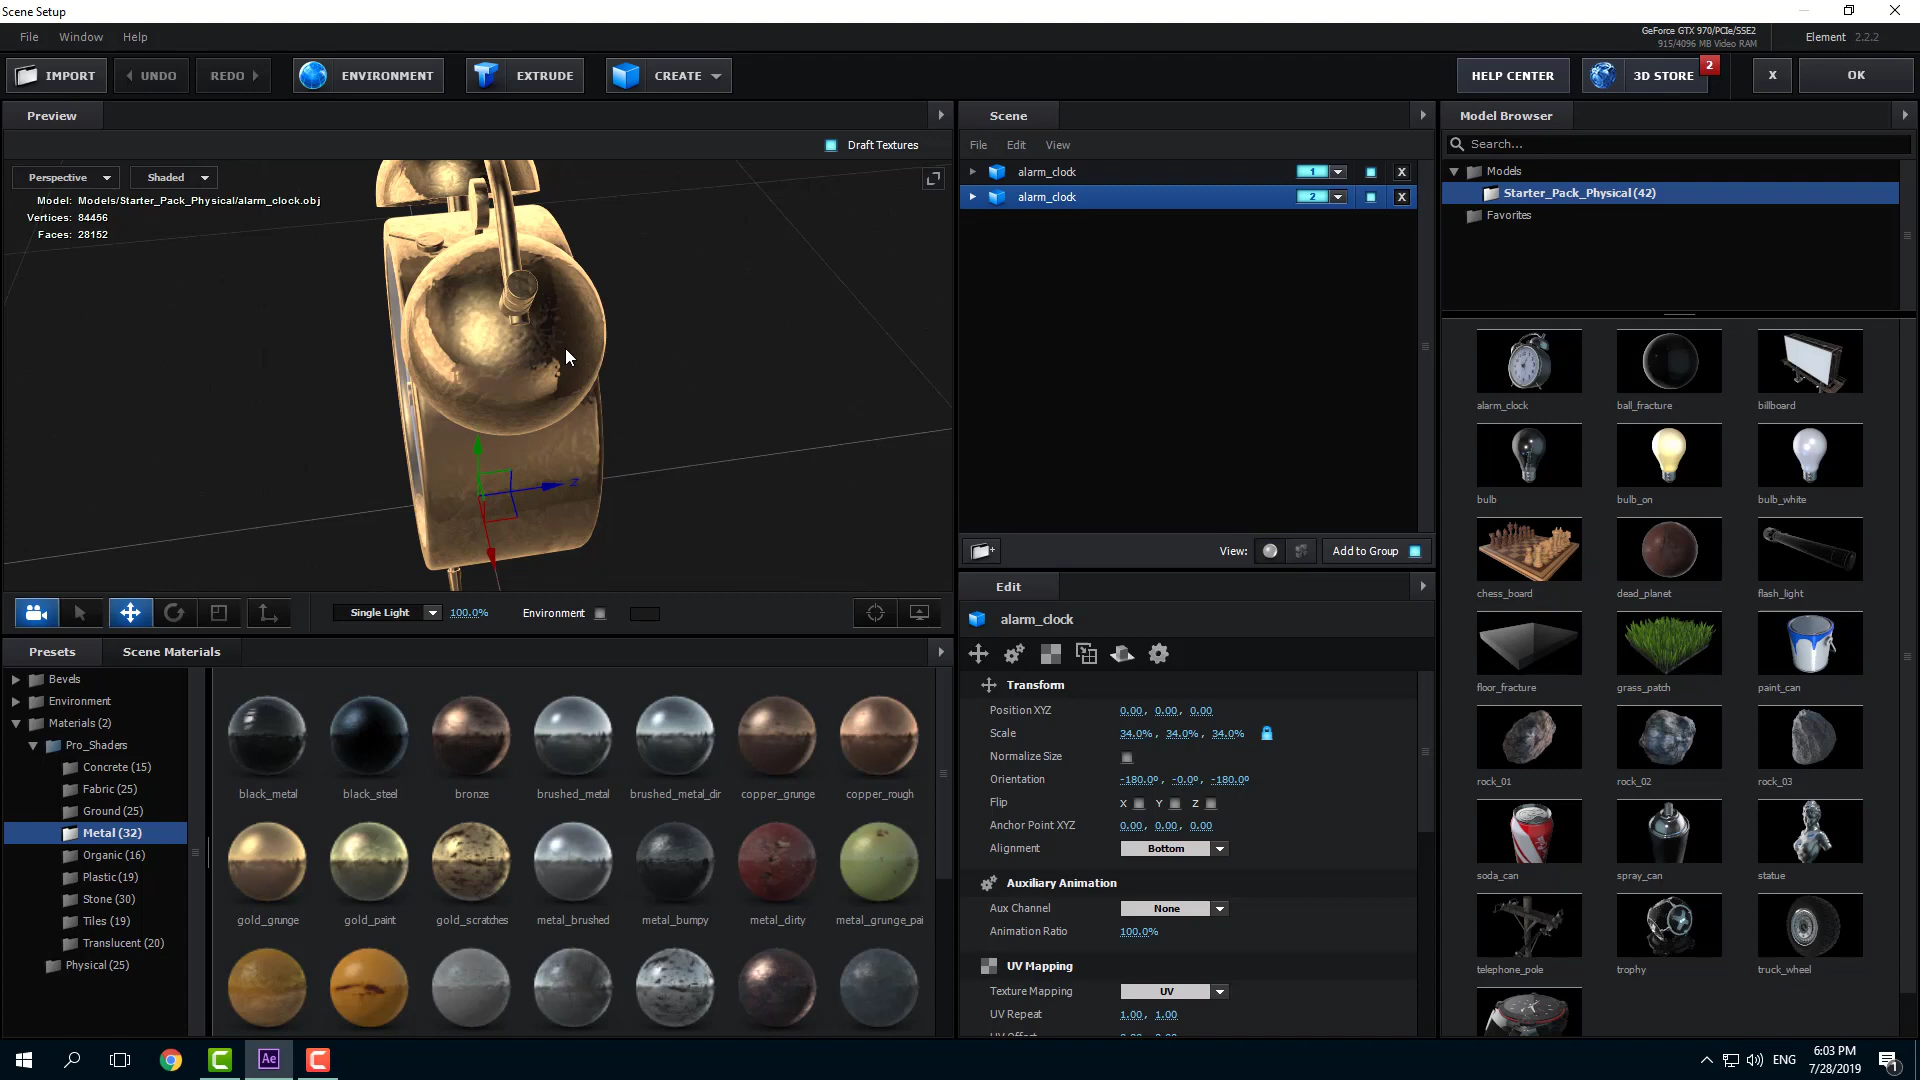 Scene Setup
File Window Help
GeForce GTX 970/PCIe/SSE2
915/4096 MB Video RAM
Element 2.2.2
IMPORT UNDO REDO ENVIRONMENT EXTRUDE CREATE HELP CENTER 3D STORE 2 X OK
Preview
Draft Textures
Perspective Shaded
Model: Models/Starter_Pack_Physical/alarm_clock.obj
Vertices: 84456
Faces: 28152
Z
Single Light 100.0% Environment
Presets Scene Materials
Bevels
Environment
Materials (2)
Pro_Shaders
Concrete (15)
Fabric (25)
Ground (25)
Metal (32)
Organic (16)
Plastic (19)
Stone (30)
Tiles (19)
Translucent (20)
Physical (25)
black_metal black_steel bronze brushed_metal brushed_metal_dir copper_grunge copper_rough
gold_grunge gold_paint gold_scratches metal_brushed metal_bumpy metal_dirty metal_grunge_pai
Scene
File Edit View
alarm_clock 1 X
alarm_clock 2 X
View: Add to Group
Edit
alarm_clock
Transform
Position XYZ 0.00, 0.00, 0.00
Scale 34.0%, 34.0%, 34.0%
Normalize Size
Orientation -180.0°, -0.0°, -180.0°
Flip X Y Z
Anchor Point XYZ 0.00, 0.00, 0.00
Alignment Bottom
Auxiliary Animation
Aux Channel None
Animation Ratio 100.0%
UV Mapping
Texture Mapping UV
UV Repeat 1.00, 1.00
Model Browser
Search...
Models
Starter_Pack_Physical (42)
Favorites
alarm_clock ball_fracture billboard
bulb bulb_on bulb_white
chess_board dead_planet flash_light
floor_fracture grass_patch paint_can
rock_01 rock_02 rock_03
soda_can spray_can statue
telephone_pole trophy truck_wheel
Ae
ENG
6:03 PM
7/28/2019
1